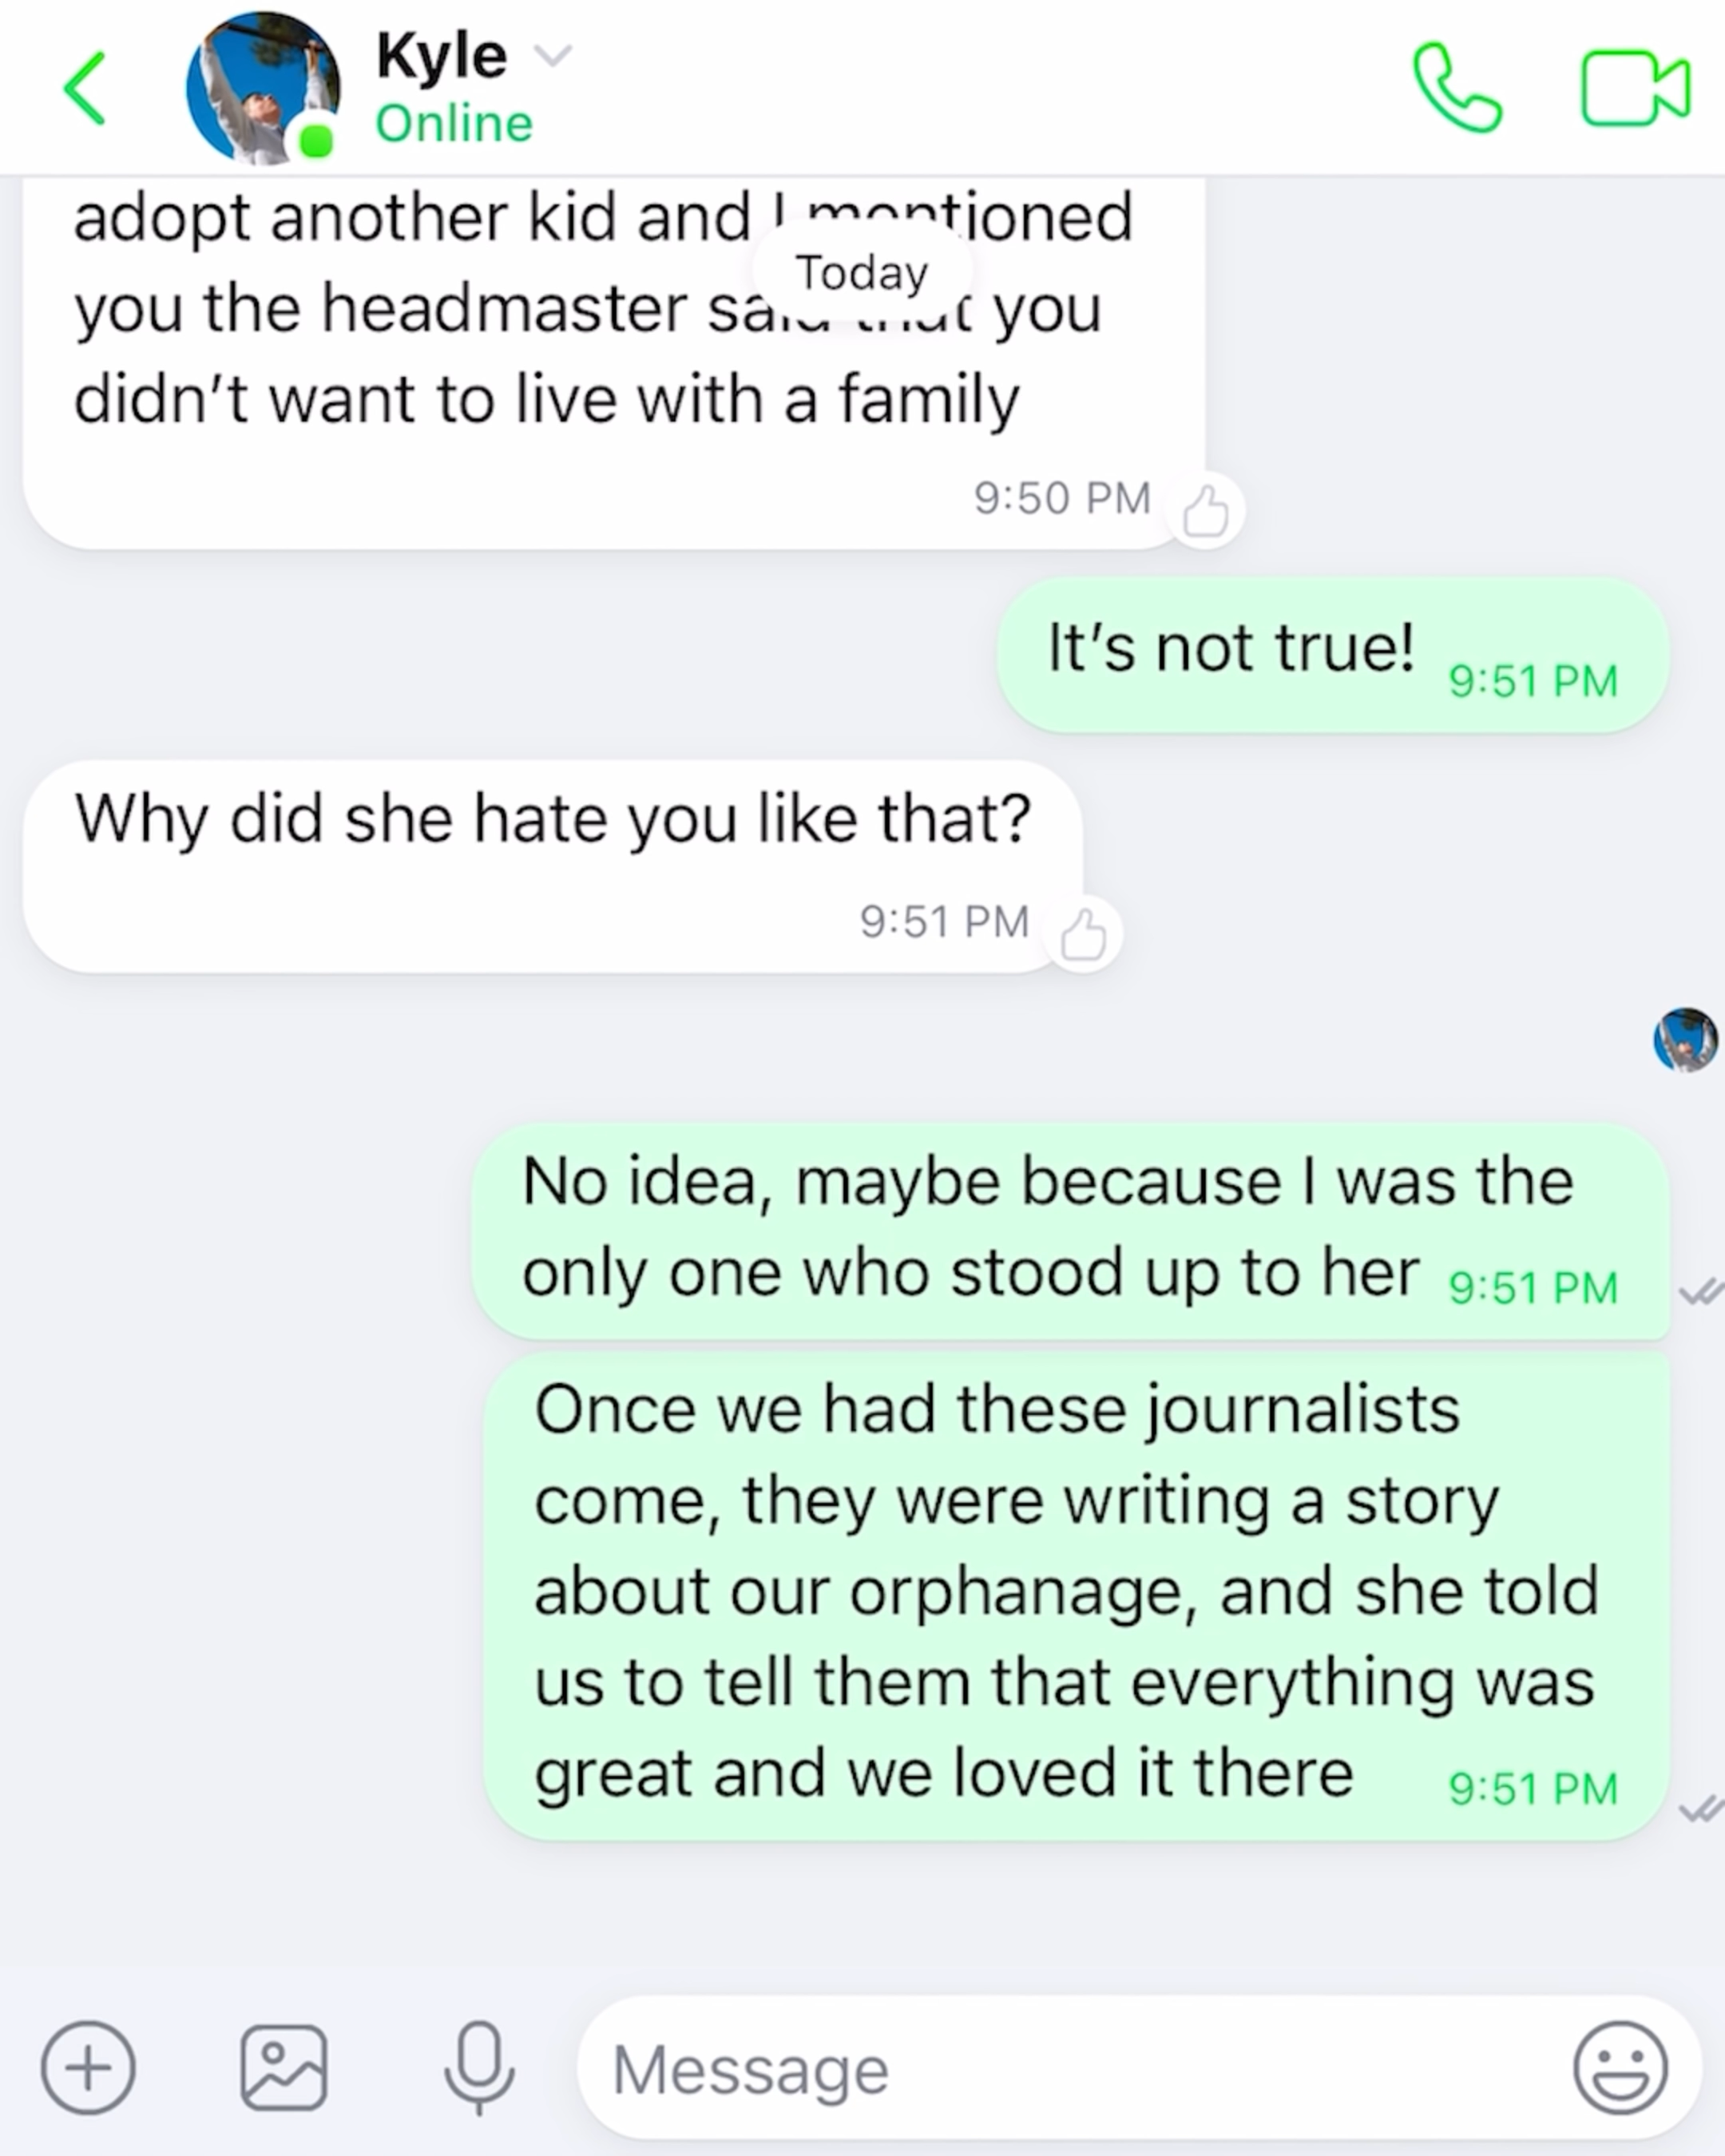 Kyle
Online
adopt another kid and I mentioned
Today
you the headmaster said that you
didn't want to live with a family
9:50 PM
It's not true!
9:51 PM
Why did she hate you like that?
9:51 PM
No idea, maybe because I was the
only one who stood up to her 9:51 PM
Once we had these journalists
come, they were writing a story
about our orphanage, and she told
us to tell them that everything was
great and we loved it there 9:51 PM
Message